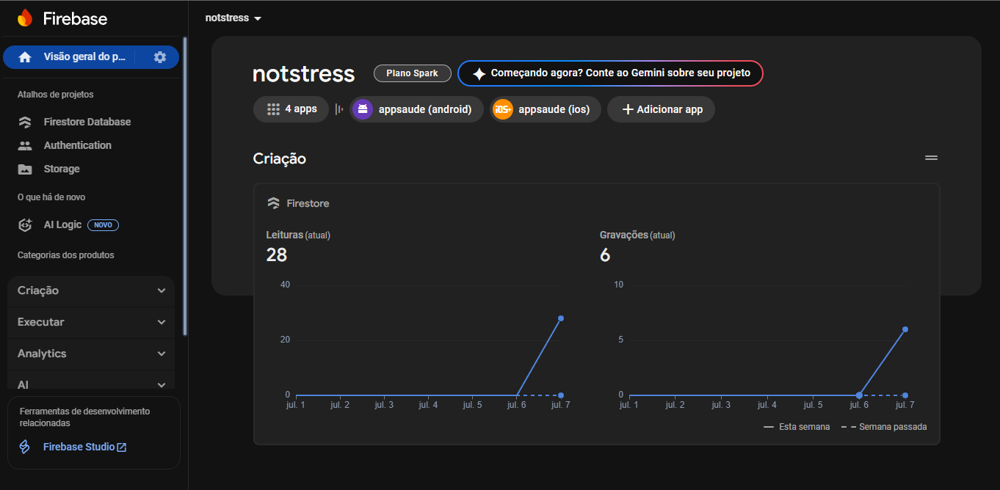 Firebase
notstress
Visão geral do p...
Atalhos de projetos
Firestore Database
Authentication
Storage
O que há de novo
AI Logic NOVO
Categorias dos produtos
Criação
Executar
Analytics
AI
Ferramentas de desenvolvimento
relacionadas
Firebase Studio
notstress Plano Spark Começando agora? Conte ao Gemini sobre seu projeto
4 apps appsaude (android) iOS+ appsaude (ios) Adicionar app
Criação
Firestore
Leituras (atual)
28
40
20
0
jul. 1 jul. 2 jul. 3 jul. 4 jul. 5 jul. 6 jul. 7
Gravações (atual)
6
10
5
0
jul. 1 jul. 2 jul. 3 jul. 4 jul. 5 jul. 6 jul. 7
Esta semana Semana passada